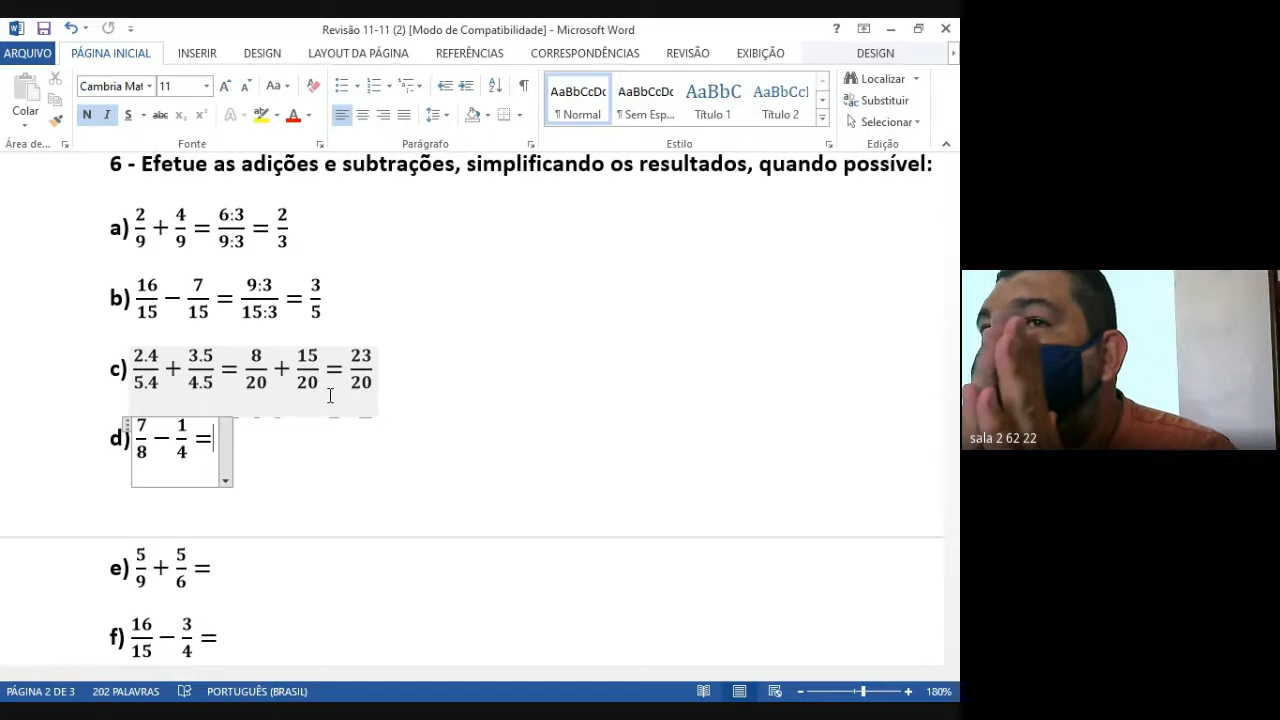 Revisão 11-11 (2) [Modo de Compatibilidade] - Microsoft Word
ARQUIVO PÁGINA INICIAL INSERIR DESIGN LAYOUT DA PÁGINA REFERÊNCIAS CORRESPONDÊNCIAS REVISÃO EXIBIÇÃO DESIGN
Colar
Cambria Mat 11
N I S abc x₂ x² A A
Aa
AaBbCcDc AaBbCcDc AaBbC AaBbCcI
¶ Normal ¶ Sem Esp... Título 1 Título 2
Localizar
Substituir
Selecionar
Área de... Fonte Parágrafo Estilo Edição
6 - Efetue as adições e subtrações, simplificando os resultados, quando possível:
a) 2/9 + 4/9 = 6:3/9:3 = 2/3
b) 16/15 − 7/15 = 9:3/15:3 = 3/5
c) 2.4/5.4 + 3.5/4.5 = 8/20 + 15/20 = 23/20
d) 7/8 − 1/4 =
e) 5/9 + 5/6 =
f) 16/15 − 3/4 =
sala 2 62 22
PÁGINA 2 DE 3 202 PALAVRAS PORTUGUÊS (BRASIL) 180%